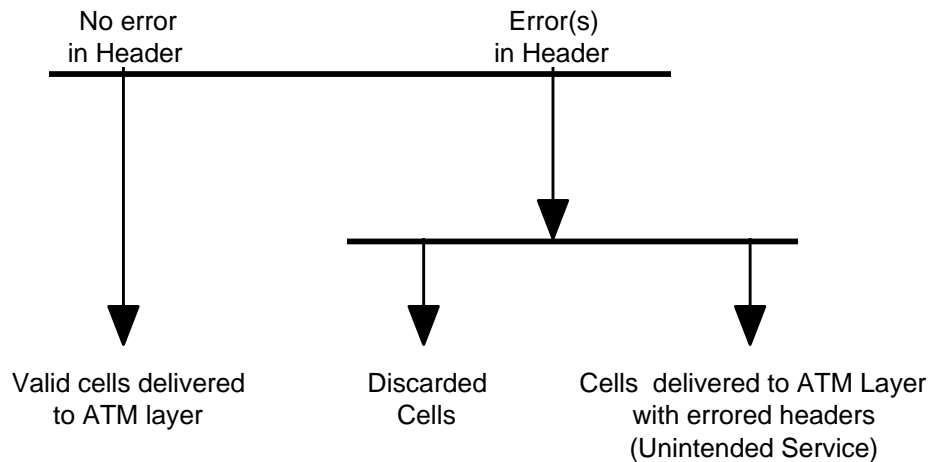 No error
in Header
Error(s)
in Header
Valid cells delivered
to ATM layer
Discarded
Cells
Cells delivered to ATM Layer
with errored headers
(Unintended Service)